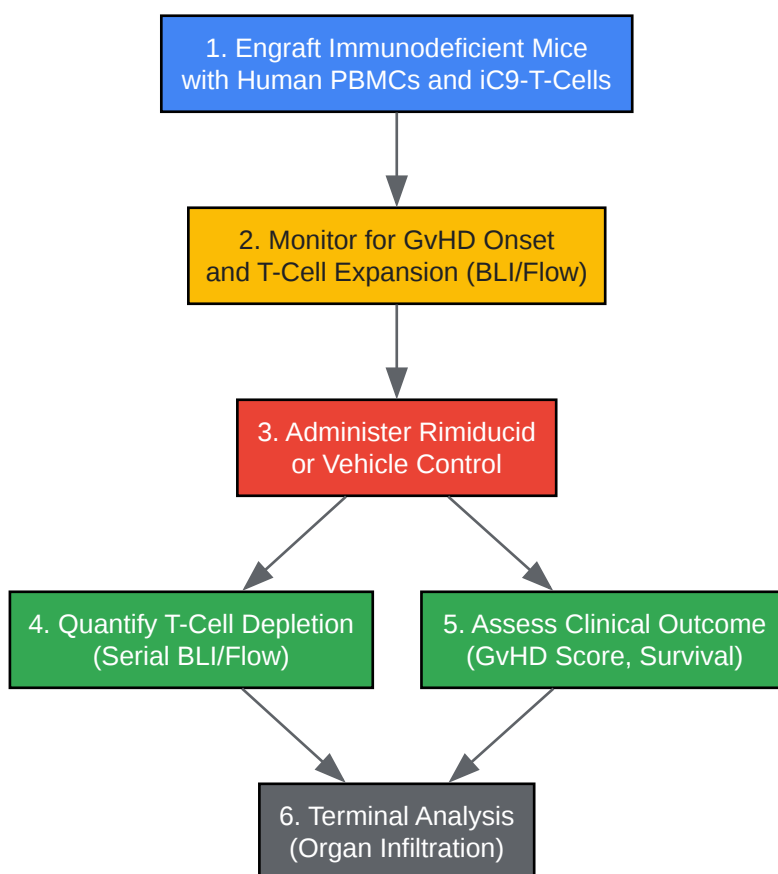 1. Engraft Immunodeficient Mice
with Human PBMCs and iC9-T-Cells
2. Monitor for GvHD Onset
and T-Cell Expansion (BLI/Flow)
3. Administer Rimiducid
or Vehicle Control
4. Quantify T-Cell Depletion
(Serial BLI/Flow)
5. Assess Clinical Outcome
(GvHD Score, Survival)
6. Terminal Analysis
(Organ Infiltration)